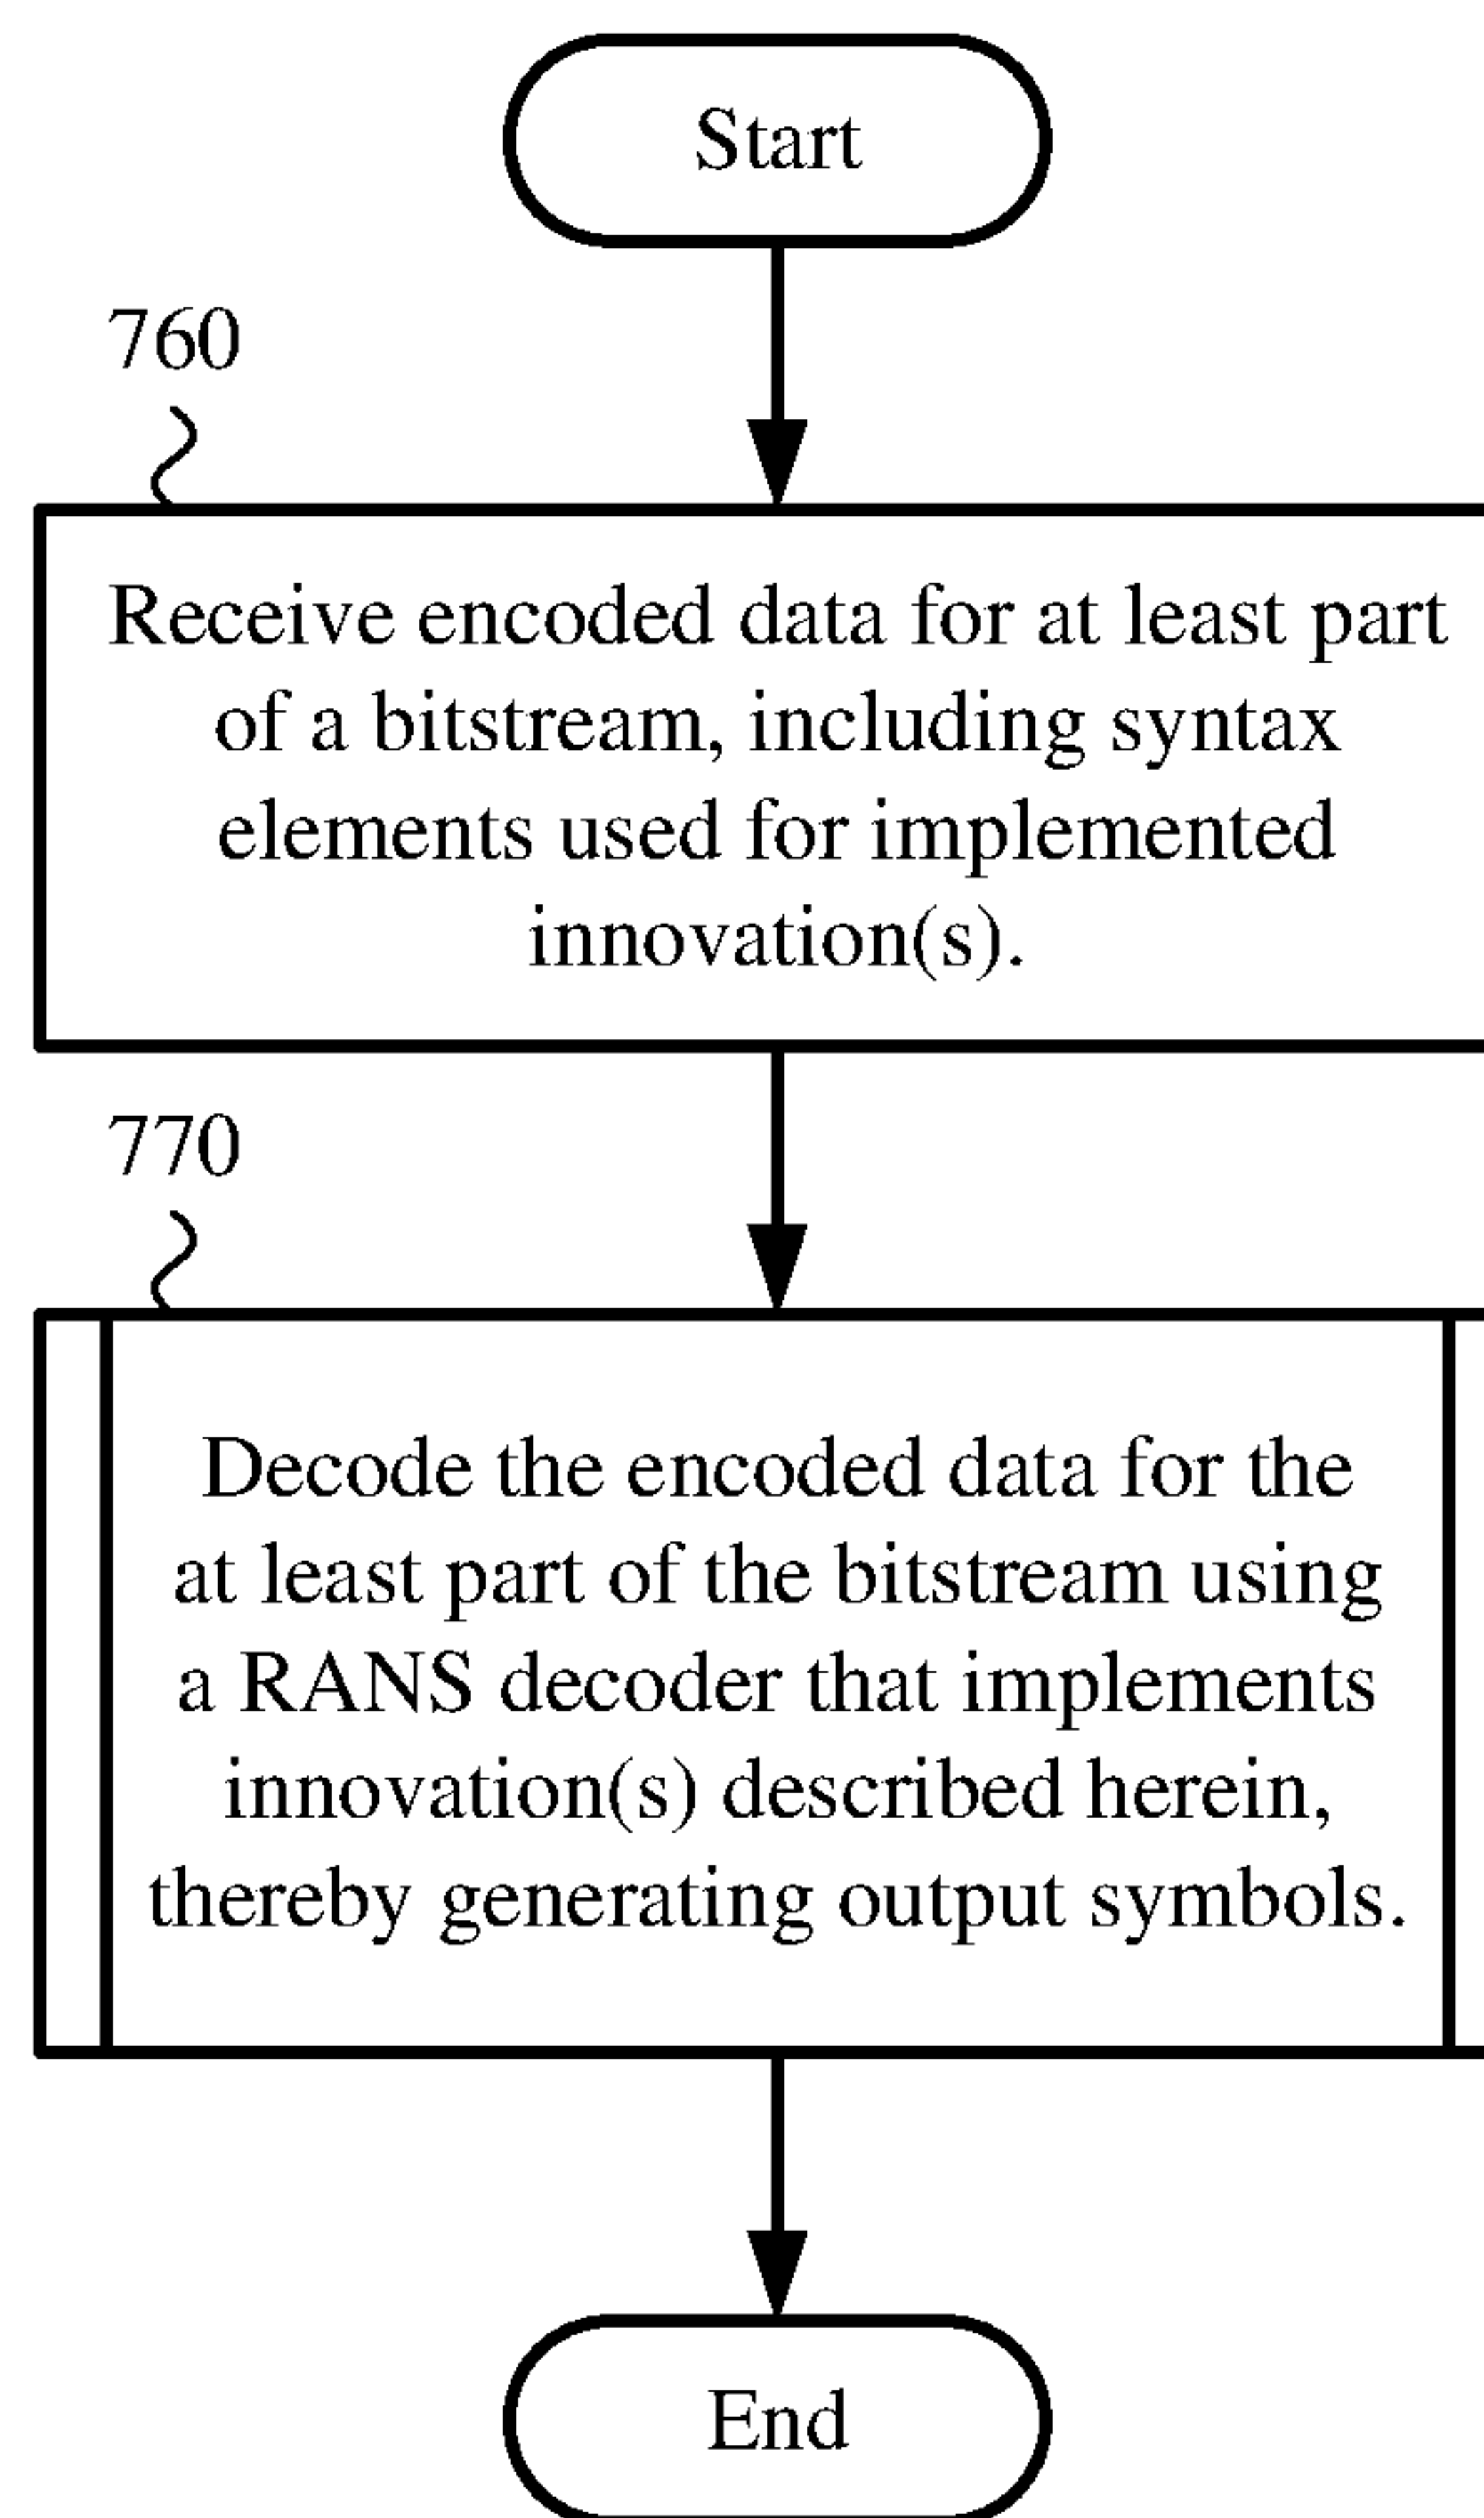 Start
760
Receive encoded data for at least part
of a bitstream, including syntax
elements used for implemented
innovation(s).
770
Decode the encoded data for the
at least part of the bitstream using
a RANS decoder that implements
innovation(s) described herein,
thereby generating output symbols.
End